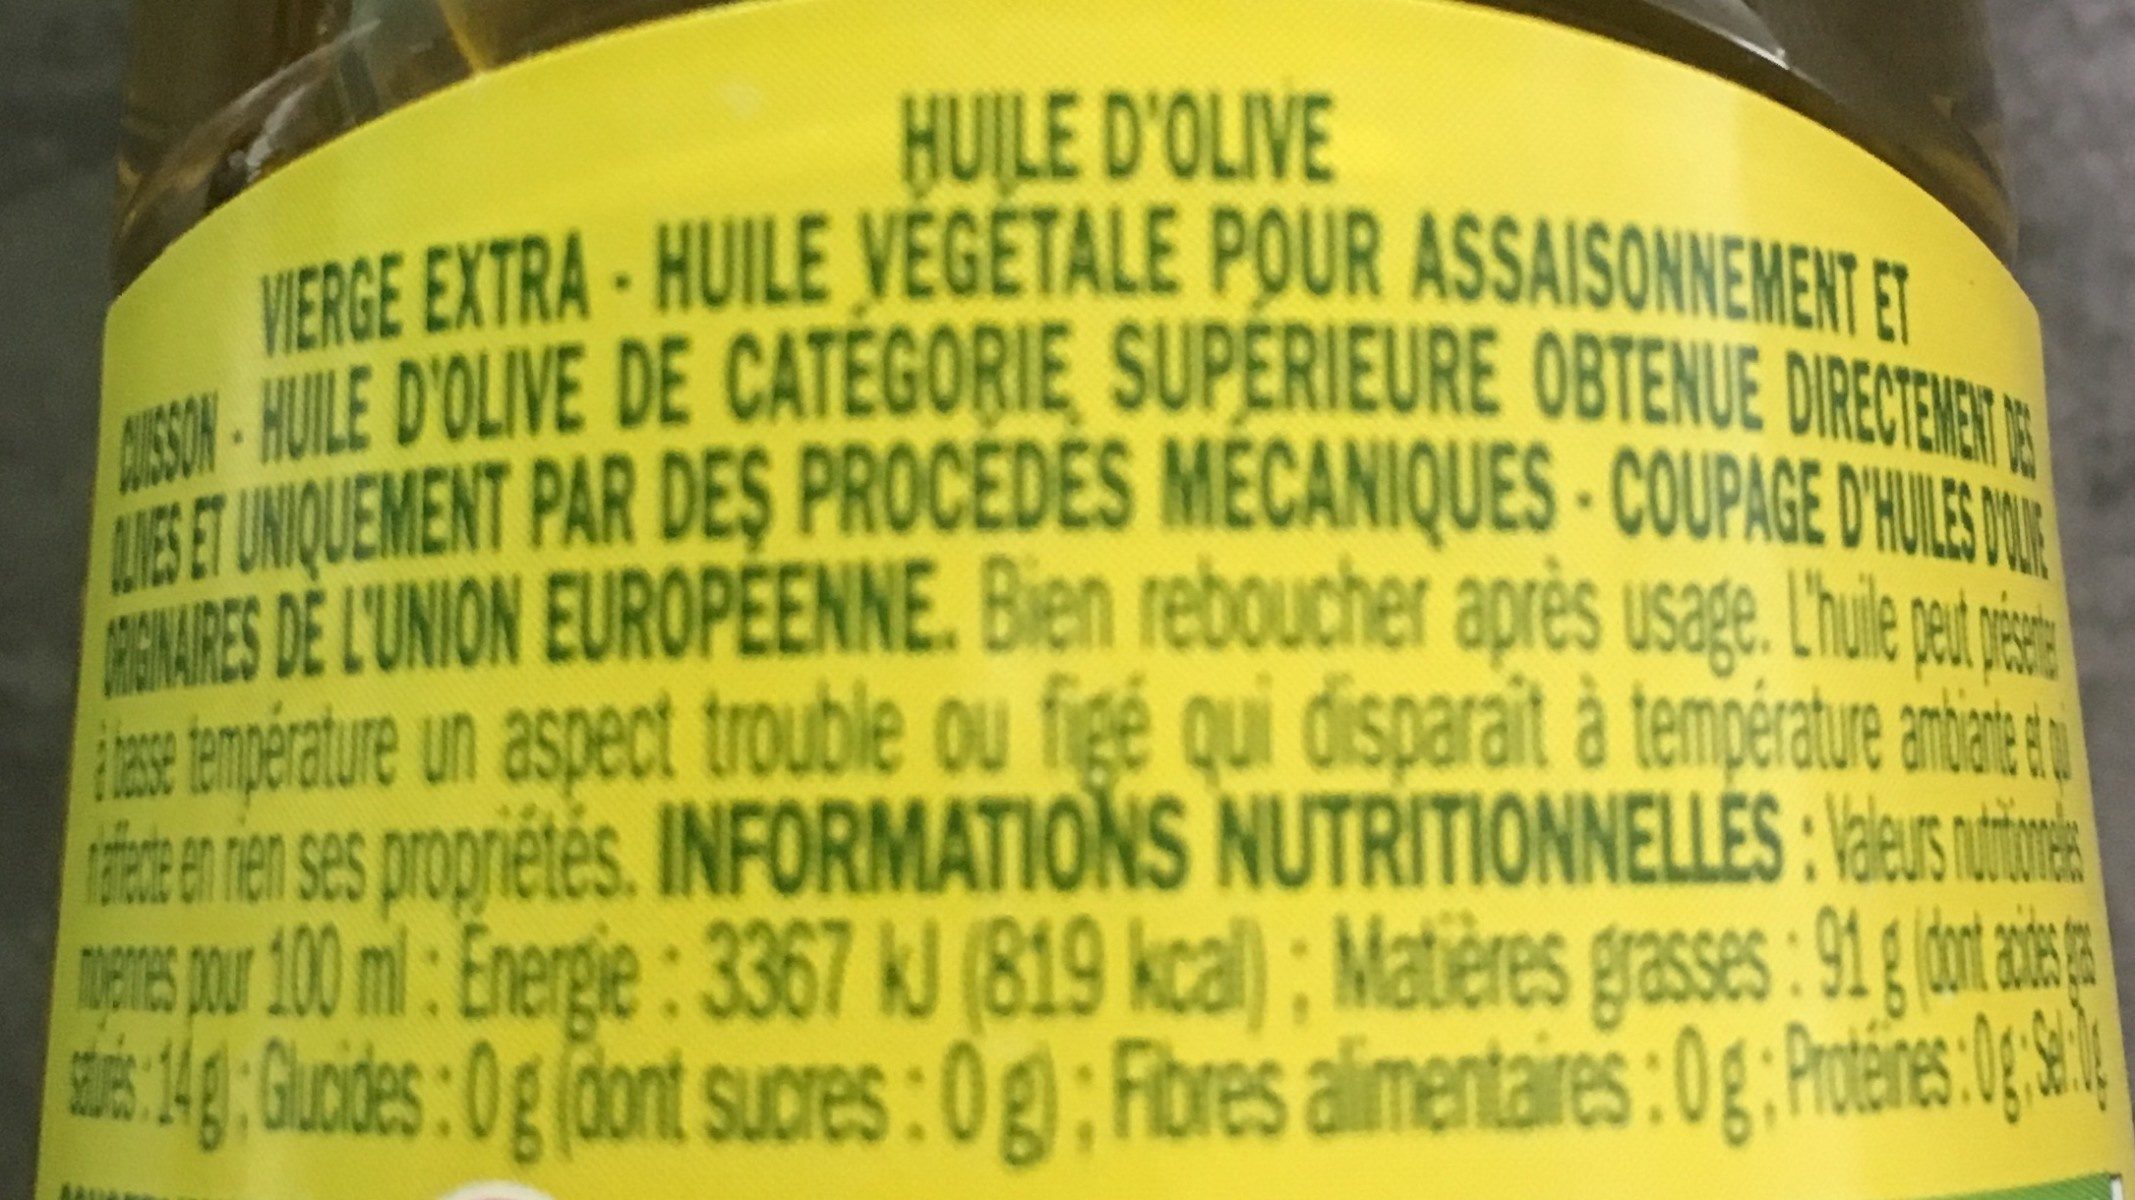 HUILE D'OLIVE
VIERGE EXTRA - HUILE VÉGÉTALE POUR ASSAISONNEMENT ET
CUISSON - HUILE D'OLIVE DE CATÉGORIE SUPÉRIEURE OBTENUE DIRECTEMENT DES
OLIVES ET UNIQUEMENT PAR DES PROCÉDÉS MÉCANIQUES - COUPAGE D'HUILES D'OLIVE
ORIGINAIRES DE L'UNION EUROPÉENNE. Bien reboucher après usage. L'huile peut présenter
à basse température un aspect trouble ou figé qui disparaît à température ambiante et qui
n'affecte en rien ses propriétés. INFORMATIONS NUTRITIONNELLES : Valeurs nutritionnelles
moyennes pour 100 ml : Énergie : 3367 kJ (819 kcal) ; Matières grasses : 91 g (dont acides gras
saturés : 14 g) ; Glucides : 0 g (dont sucres : 0 g) ; Fibres alimentaires : 0 g ; Protéines : 0 g ; Sel : 0 g